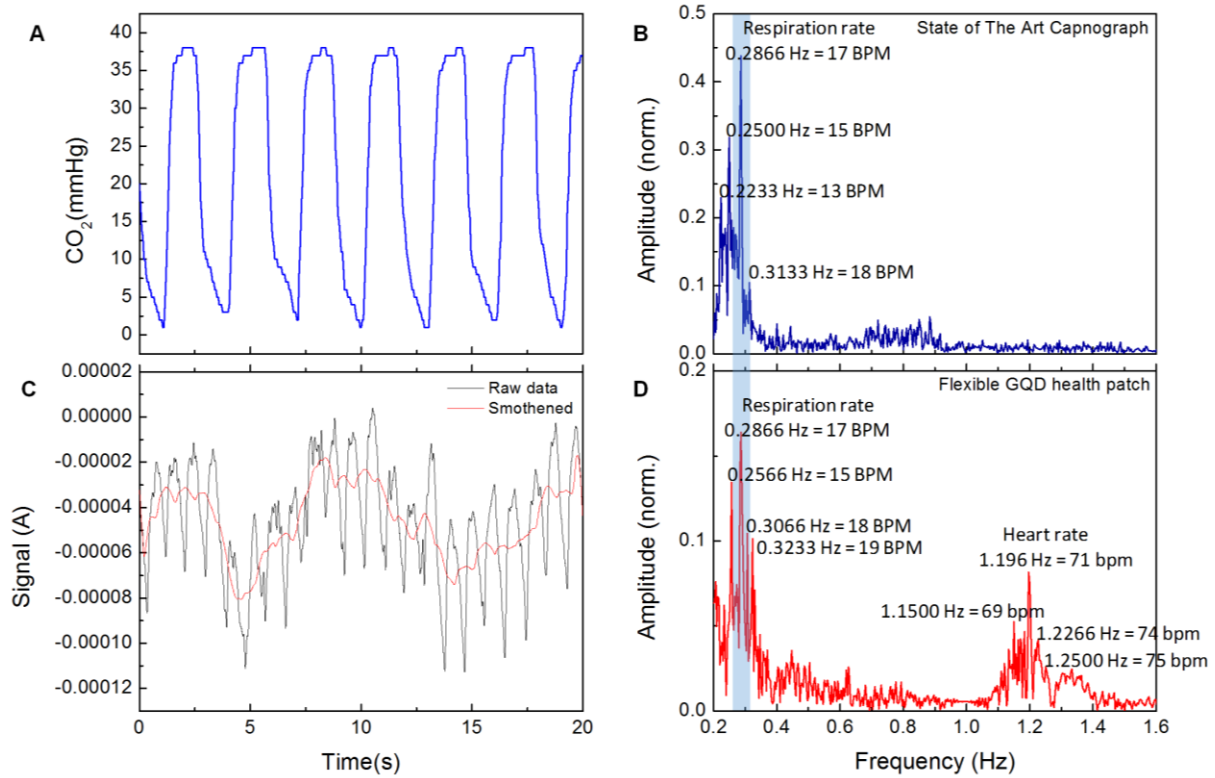 A
CO2(mmHg)
40
35
30
25
20
15
10
5
0
0
5
10
15
20
B
State of The Art Capnograph
Respiration rate
0.2866 Hz = 17 BPM
0.2500 Hz = 15 BPM
0.2233 Hz = 13 BPM
0.3133 Hz = 18 BPM
Amplitude (norm.)
0.5
0.4
0.3
0.2
0.1
0.0
C
Raw data
Smothened
Signal (A)
0.00002
0.00000
-0.00002
-0.00004
-0.00006
-0.00008
-0.00010
-0.00012
0
5
10
15
20
Time(s)
D
Flexible GQD health patch
Respiration rate
0.2866 Hz = 17 BPM
0.2566 Hz = 15 BPM
0.3066 Hz = 18 BPM
0.3233 Hz = 19 BPM
Heart rate
1.196 Hz = 71 bpm
1.1500 Hz = 69 bpm
1.2266 Hz = 74 bpm
1.2500 Hz = 75 bpm
Amplitude (norm.)
0.2
0.1
0.0
0.2
0.4
0.6
0.8
1.0
1.2
1.4
1.6
Frequency (Hz)